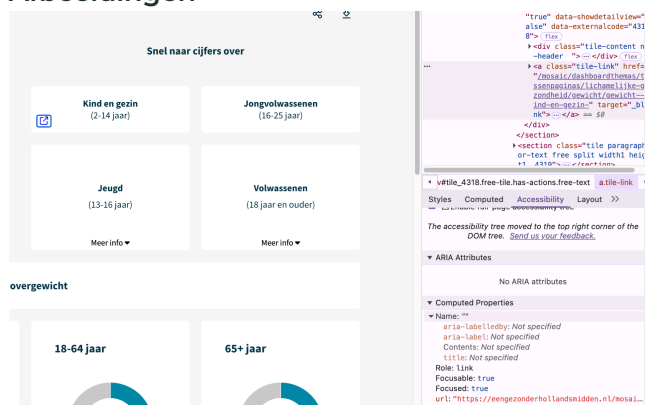 Snel naar cijfers over
Kind en gezin
(2-14 jaar)
Jongvolwassenen
(16-25 jaar)
Jeugd
(13-16 jaar)
Meer info ▼
Volwassenen
(18 jaar en ouder)
Meer info ▼
overgewicht
18-64 jaar
65+ jaar
"true" data-showdetailview="
alse" data-externalcode="431
8"> flex
▶<div class="tile-content n
-header "> ⋯ </div> flex
⋯ ▼<a class="tile-link" href=
"/mosaic/dashboardthemas/t
ssenpaginas/lichamelijke-g
zondheid/gewicht/gewicht--
ind-en-gezin-" target="_bl
nk"> ⋯ </a> == $0
</div>
</section>
▶<section class="tile paragraph
or-text free split width1 heig
v#tile_4318.free-tile.has-actions.free-text a.tile-link
Styles Computed Accessibility Layout >>
The accessibility tree moved to the top right corner of the
DOM tree. Send us your feedback.
▼ ARIA Attributes
No ARIA attributes
▼ Computed Properties
▼ Name: ""
aria-labelledby: Not specified
aria-label: Not specified
Contents: Not specified
title: Not specified
Role: link
Focusable: true
Focused: true
url: "https://eengezonderhollandsmidden.nl/mosai…